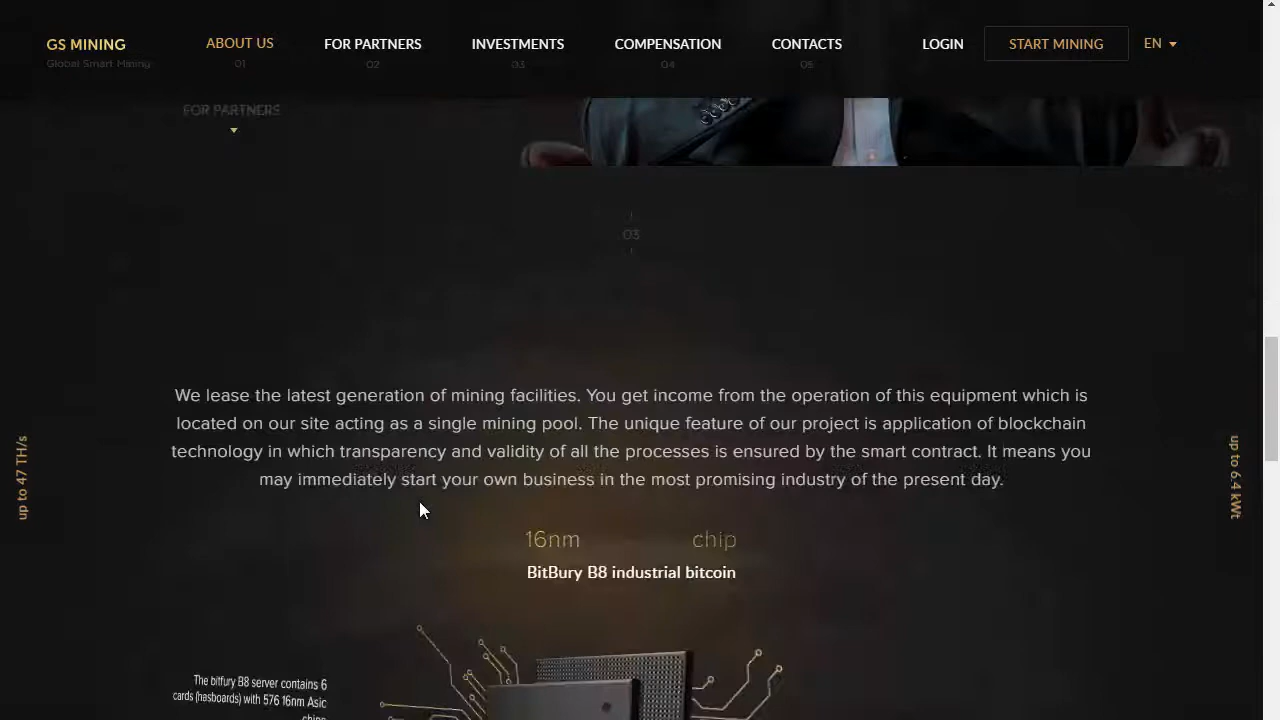 GS MINING
Global Smart Mining
ABOUT US
01
FOR PARTNERS
02
INVESTMENTS
03
COMPENSATION
04
CONTACTS
05
LOGIN
START MINING
EN
FOR PARTNERS
03
We lease the latest generation of mining facilities. You get income from the operation of this equipment which is
located on our site acting as a single mining pool. The unique feature of our project is application of blockchain
technology in which transparency and validity of all the processes is ensured by the smart contract. It means you
may immediately start your own business in the most promising industry of the present day.
up to 47 TH/s
up to 6.4 kWt
16nm chip
BitBury B8 industrial bitcoin
The bitfury B8 server contains 6
cards (hasboards) with 576 16nm Asic
chips